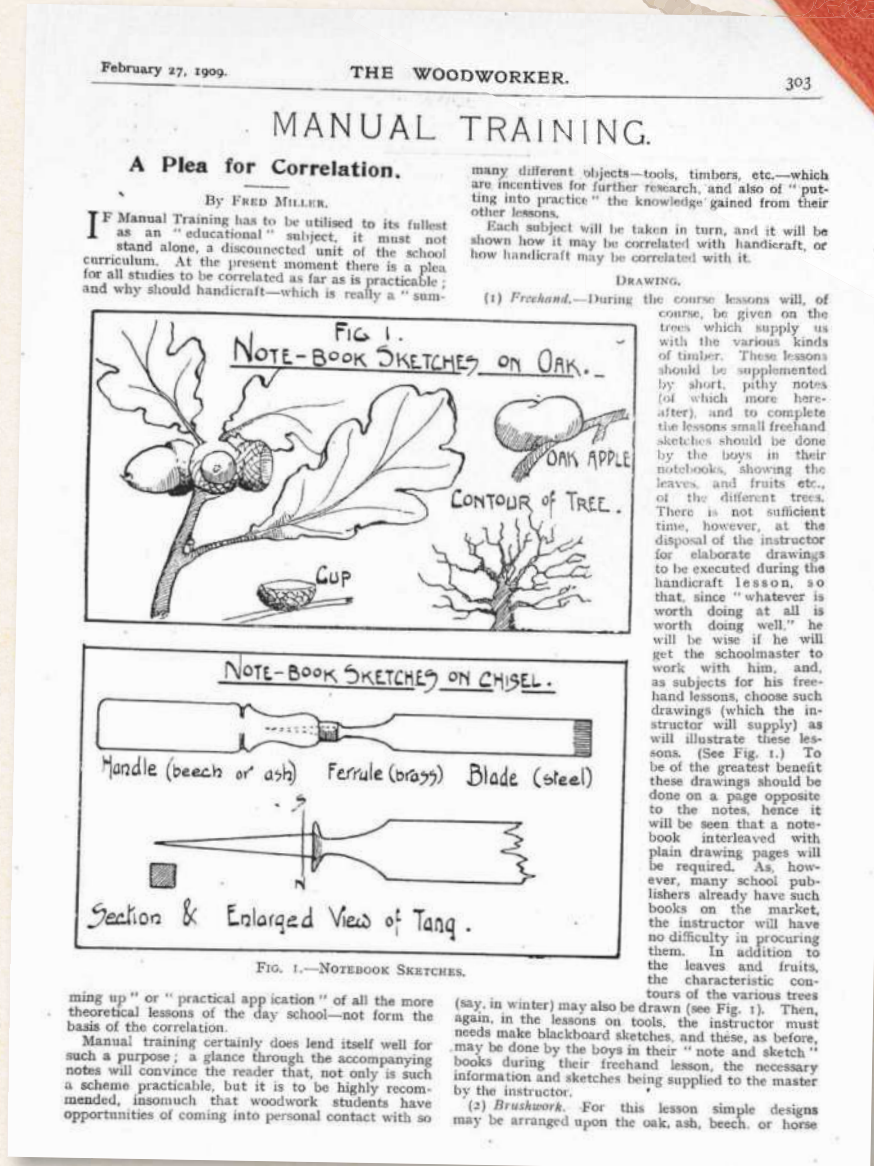 February 27, 1909.
THE WOODWORKER.
303
MANUAL TRAINING.
A Plea for Correlation.
By FRED MILLER.
IF Manual Training has to be utilised to its fullest
as an "educational" subject, it must not
stand alone, a disconnected unit of the school
curriculum. At the present moment there is a plea
for all studies to be correlated as far as is practicable;
and why should handicraft—which is really a "sum-
FIG 1.
NOTE-BOOK SKETCHES ON OAK.
OAK APPLE
CONTOUR of TREE.
CUP
NOTE-BOOK SKETCHES ON CHISEL.
Handle (beech or ash) Ferrule (brass) Blade (steel)
S
N
Section & Enlarged View of Tang.
FIG. 1.—NOTEBOOK SKETCHES.
ming up" or "practical app ication" of all the more
theoretical lessons of the day school—not form the
basis of the correlation.
Manual training certainly does lend itself well for
such a purpose; a glance through the accompanying
notes will convince the reader that, not only is such
a scheme practicable, but it is to be highly recom-
mended, insomuch that woodwork students have
opportunities of coming into personal contact with so
many different objects—tools, timbers, etc.—which
are incentives for further research, and also of "put-
ting into practice" the knowledge gained from their
other lessons.
Each subject will be taken in turn, and it will be
shown how it may be correlated with handicraft, or
how handicraft may be correlated with it.
DRAWING.
(1) Freehand.—During the course lessons will, of
course, be given on the
trees which supply us
with the various kinds
of timber. These lessons
should be supplemented
by short, pithy notes
(of which more here-
after), and to complete
the lessons small freehand
sketches should be done
by the boys in their
notebooks, showing the
leaves, and fruits etc.,
of the different trees.
There is not sufficient
time, however, at the
disposal of the instructor
for elaborate drawings
to be executed during the
handicraft lesson, so
that, since "whatever is
worth doing at all is
worth doing well," he
will be wise if he will
get the schoolmaster to
work with him, and,
as subjects for his free-
hand lessons, choose such
drawings (which the in-
structor will supply) as
will illustrate these les-
sons. (See Fig. 1.) To
be of the greatest benefit
these drawings should be
done on a page opposite
to the notes, hence it
will be seen that a note-
book interleaved with
plain drawing pages will
be required. As, how-
ever, many school pub-
lishers already have such
books on the market,
the instructor will have
no difficulty in procuring
them. In addition to
the leaves and fruits,
the characteristic con-
tours of the various trees
(say, in winter) may also be drawn (see Fig. 1). Then,
again, in the lessons on tools, the instructor must
needs make blackboard sketches, and these, as before,
may be done by the boys in their "note and sketch"
books during their freehand lesson, the necessary
information and sketches being supplied to the master
by the instructor.
(2) Brushwork. For this lesson simple designs
may be arranged upon the oak, ash, beech. or horse